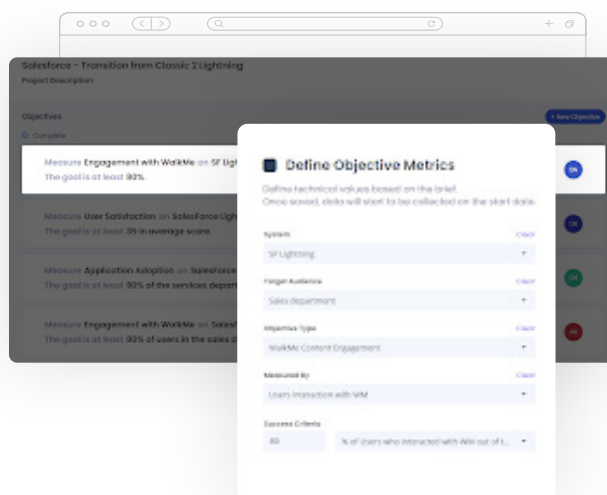 Salesforce - Transition from Classic 2 Lightning
Project Description
Objectives
+ New Objective
Complete
Measure Engagement with WalkMe on SF Ligh
The goal is at least 80%.
Measure User Satisfaction on SalesForce Ligh
The goal is at least 35 in average score.
Measure Application Adoption on SalesForce
The goal is at least 90% of the services depart
Measure Engagement with WalkMe on Salesf
The goal is at least 80% of users in the sales d
Define Objective Metrics
Define technical values based on the brief.
Once saved, data will start to be collected on the start date.
System Clear
SF Lightning
Target Audience Clear
Sales department
Objective Type Clear
WalkMe Content Engagement
Measured By Clear
Users interaction with WM
Success Criteria
80 % of Users who interacted with WM out of t...